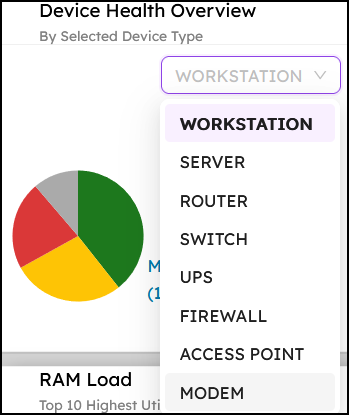 Device Health Overview
By Selected Device Type
WORKSTATION
WORKSTATION
SERVER
ROUTER
SWITCH
UPS
FIREWALL
ACCESS POINT
MODEM
M
(1
RAM Load
Top 10 Highest Uti